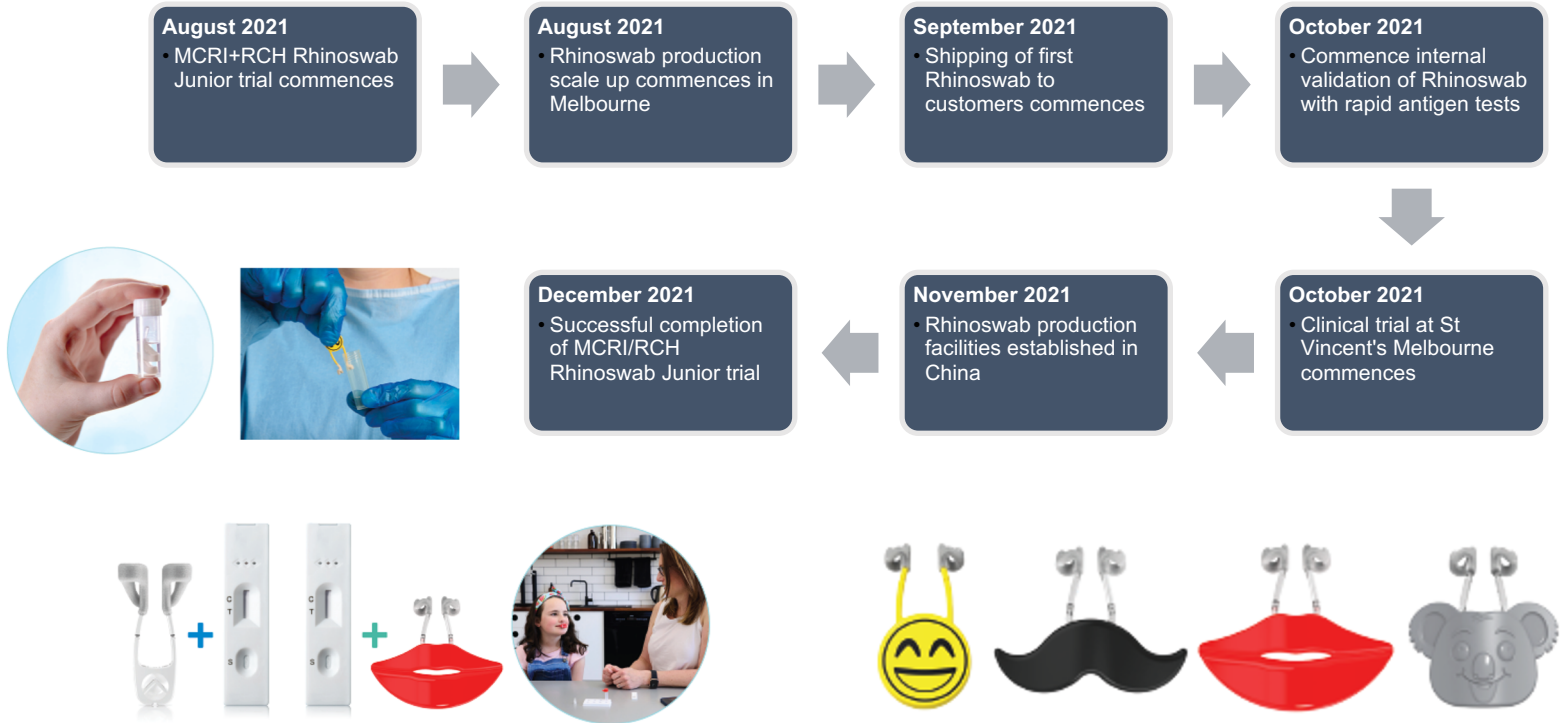 August 2021
• MCRI+RCH Rhinoswab
Junior trial commences
August 2021
• Rhinoswab production
scale up commences in
Melbourne
September 2021
• Shipping of first
Rhinoswab to
customers commences
October 2021
• Commence internal
validation of Rhinoswab
with rapid antigen tests
October 2021
• Clinical trial at St
Vincent's Melbourne
commences
November 2021
• Rhinoswab production
facilities established in
China
December 2021
• Successful completion
of MCRI/RCH
Rhinoswab Junior trial
C
T
S
C
T
S